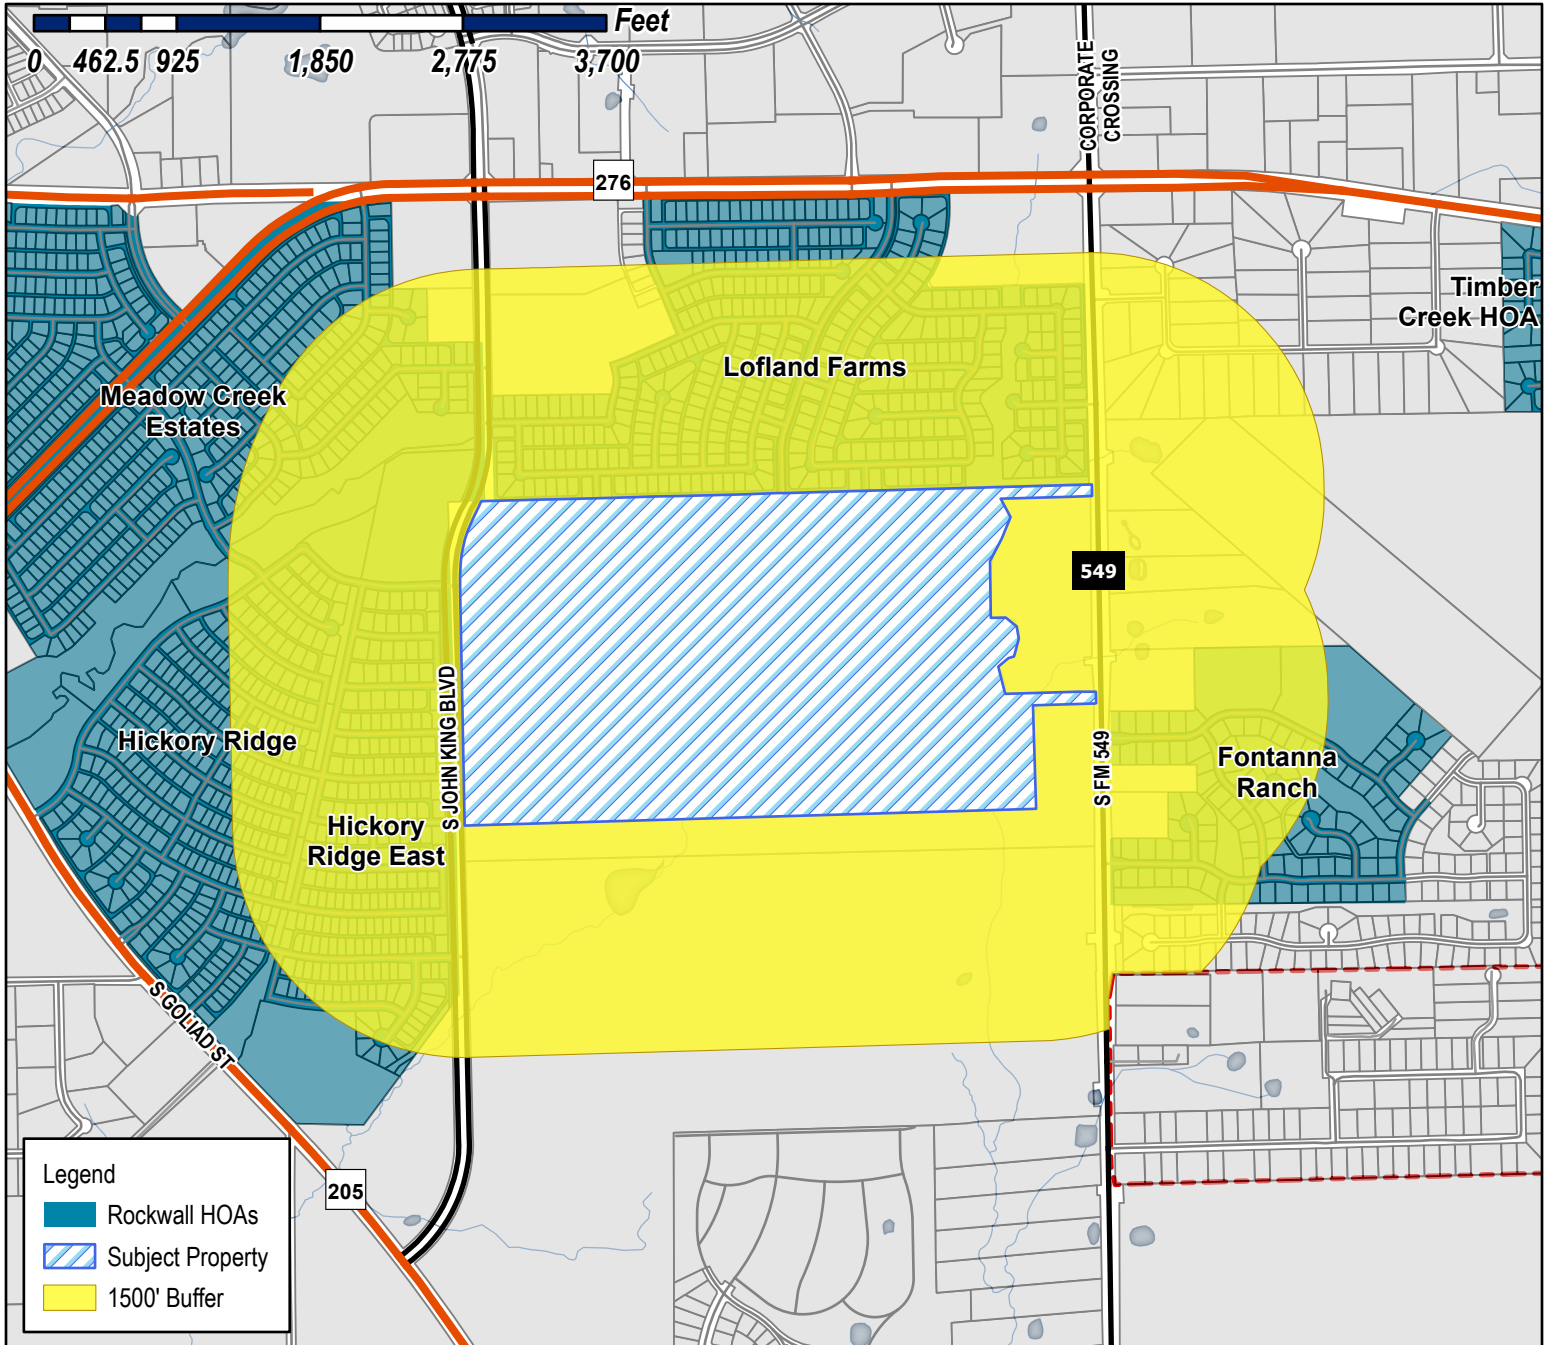 Feet
0 462.5 925 1,850 2,775 3,700
CORPORATE
CROSSING
276
Timber
Creek HOA
Lofland Farms
Meadow Creek
Estates
549
S JOHN KING BLVD
Hickory Ridge
S FM 549
Fontanna
Ranch
Hickory
Ridge East
S GOLIAD ST
205
Legend
Rockwall HOAs
Subject Property
1500' Buffer